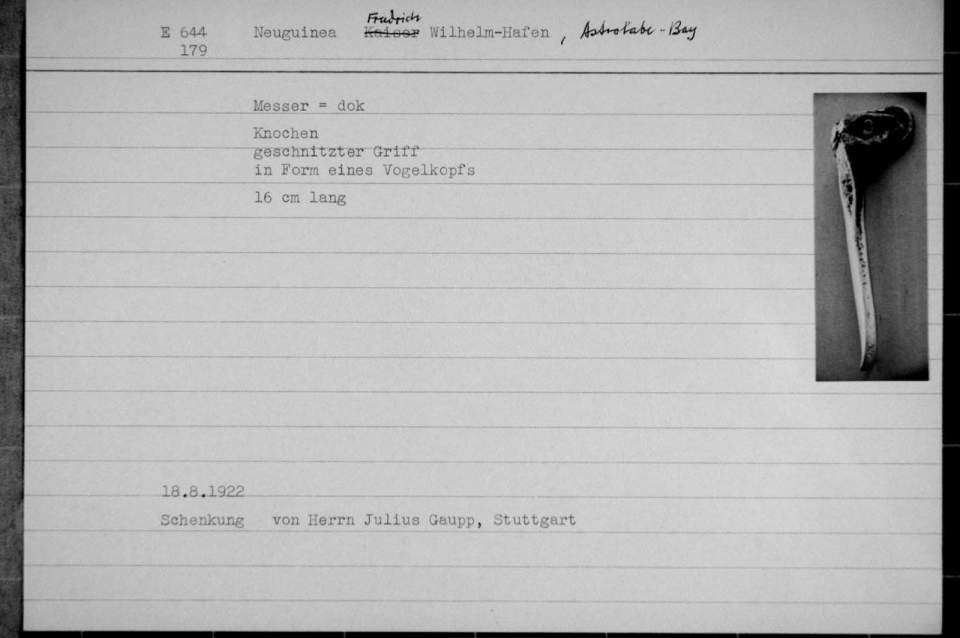 E 644 Neuguinea Friedrich Kaiser Wilhelm-Hafen, Astrolabe-Bay
179
Messer = dok
Knochen
geschnitzter Griff
in Form eines Vogelkopfs
16 cm lang
18.8.1922
Schenkung von Herrn Julius Gaupp, Stuttgart